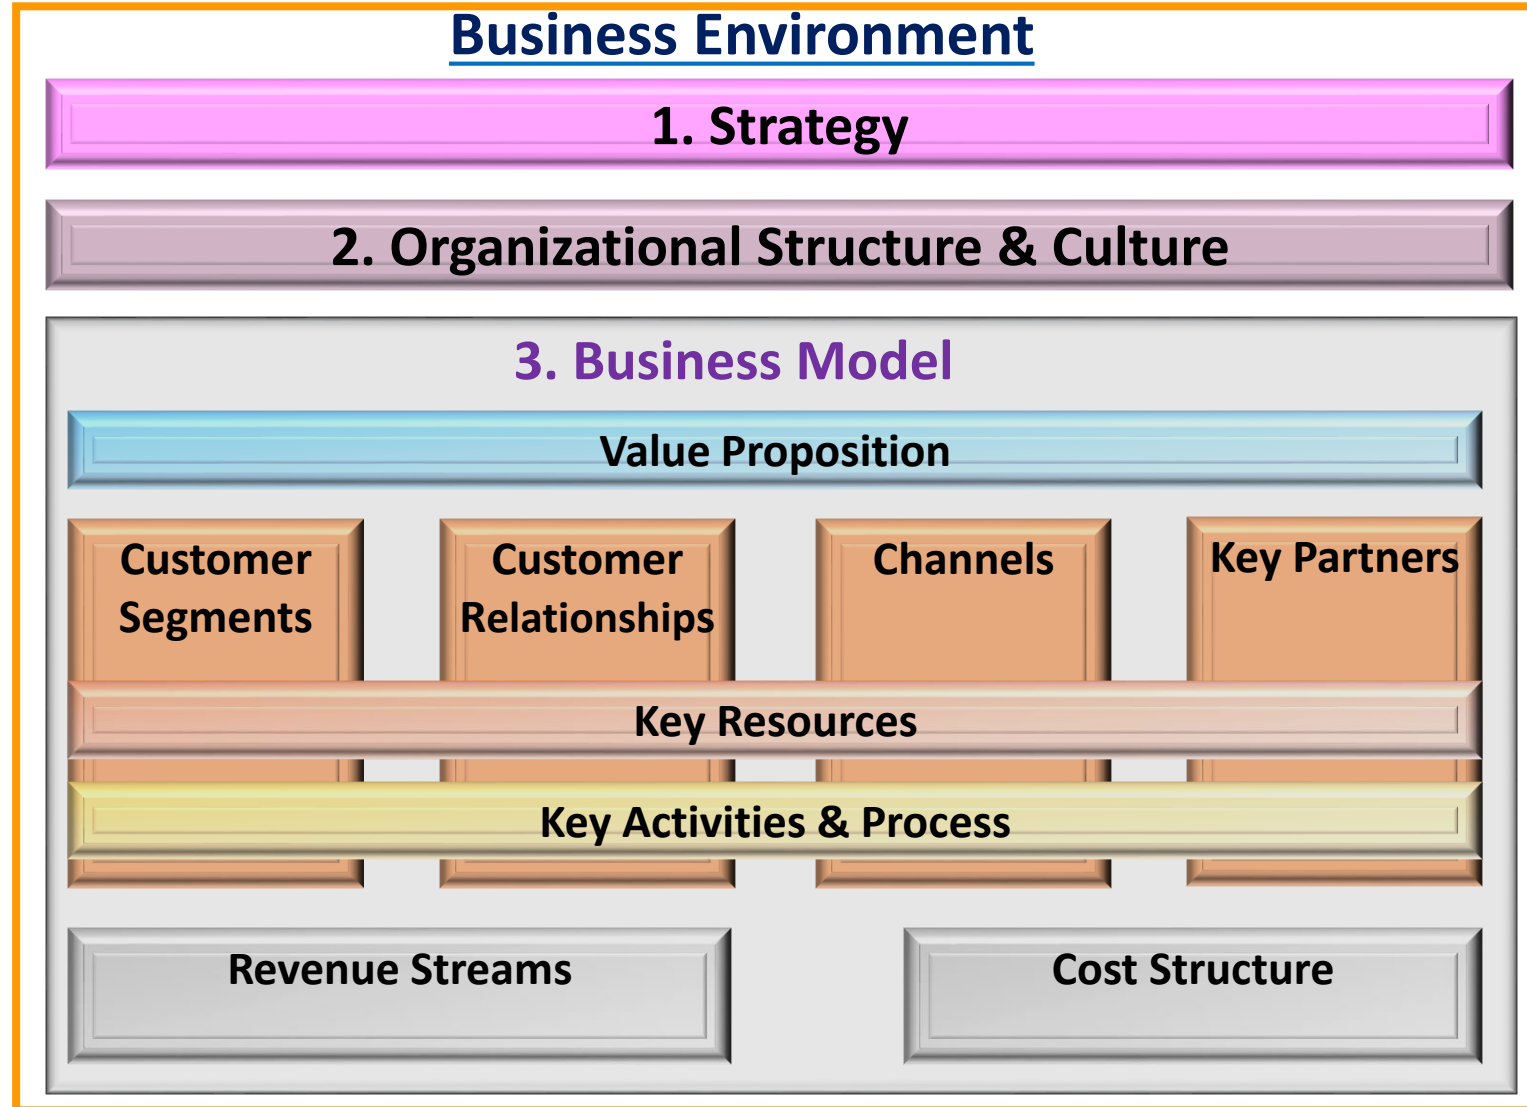 Business Environment
1. Strategy
2. Organizational Structure & Culture
3. Business Model
Value Proposition
Customer
Segments
Customer
Relationships
Channels
Key Partners
Key Resources
Key Activities & Process
Revenue Streams
Cost Structure